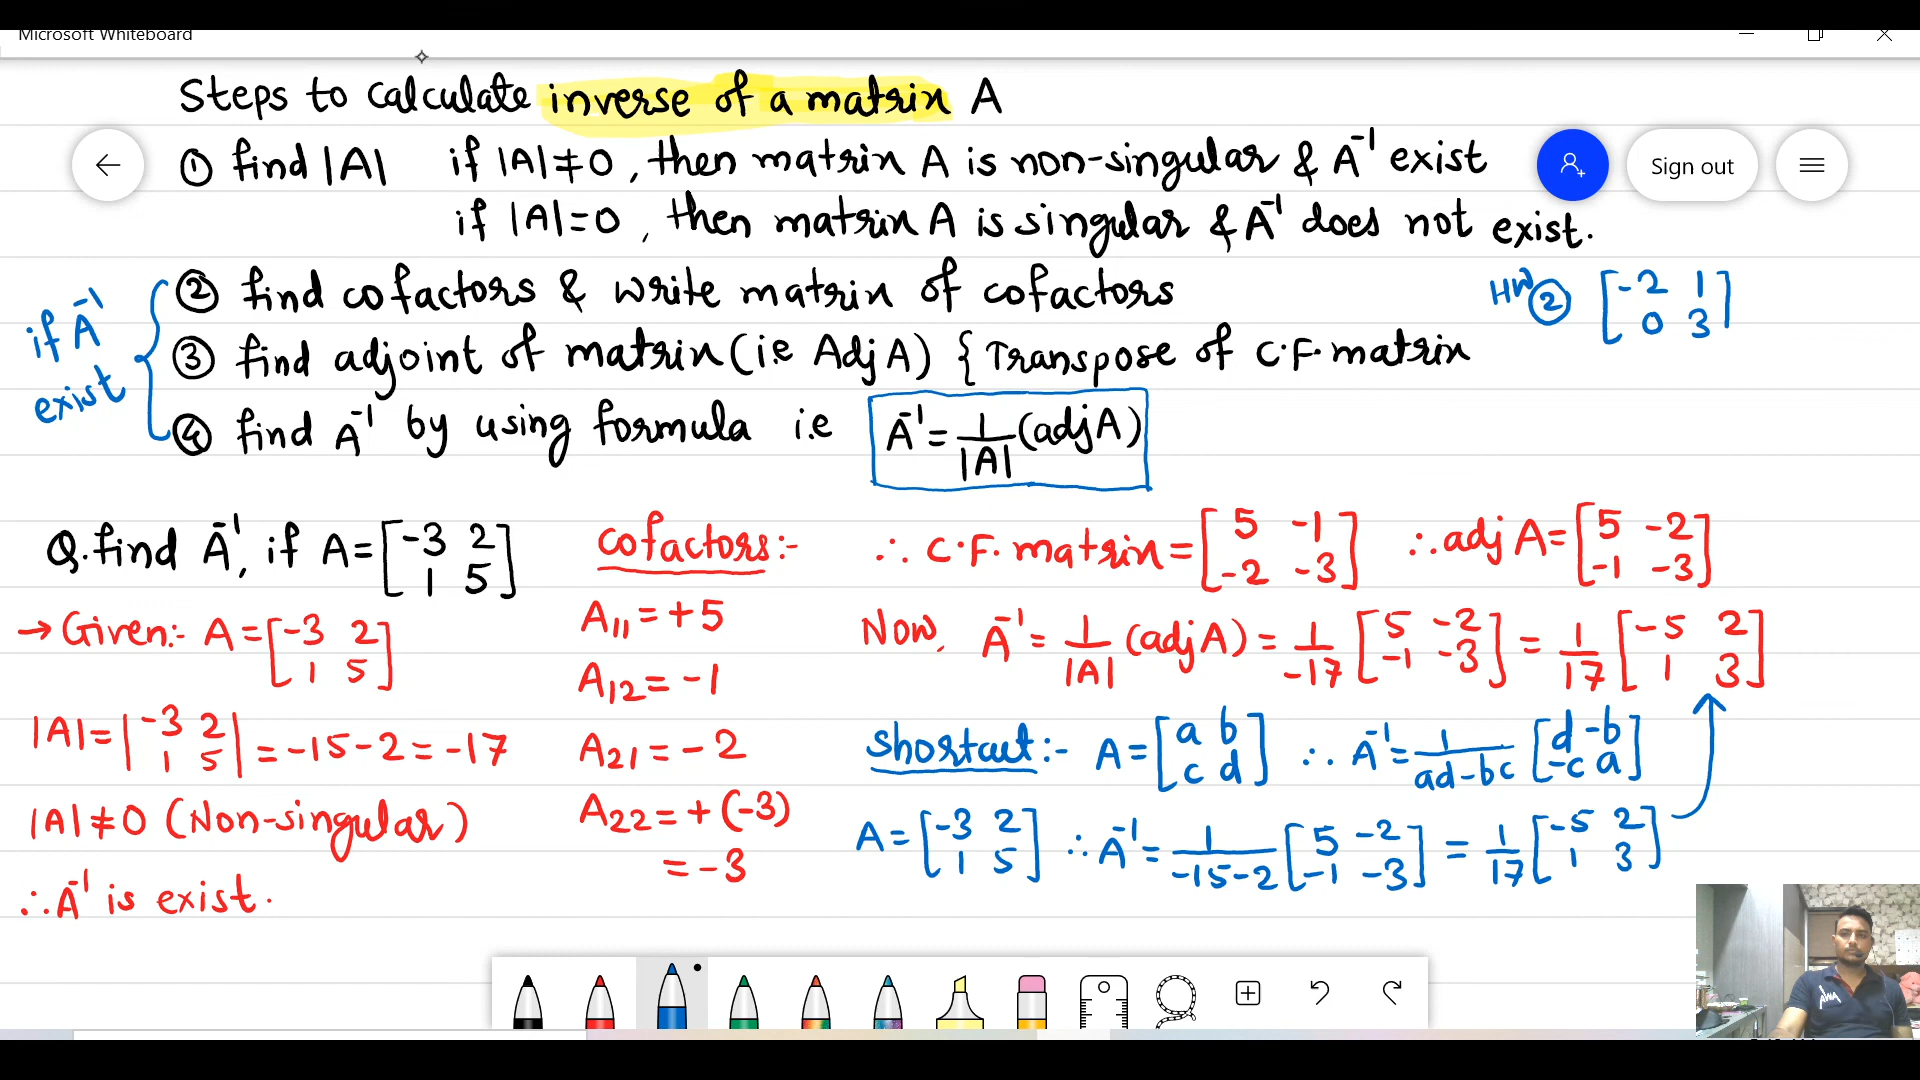 Microsoft Whiteboard
Steps to calculate inverse of a matrix A
① find |A| if |A|≠0, then matrix A is non-singular & A⁻¹ exist
if |A|=0, then matrix A is singular & A⁻¹ does not exist.
Sign out
if A⁻¹ exist
② find cofactors & write matrix of cofactors
③ find adjoint of matrix (i.e Adj A) {Transpose of C.F. matrix
④ find A⁻¹ by using formula i.e A⁻¹ = 1/|A| (adj A)
HW ② [-2 1; 0 3]
Q. find A⁻¹, if A = [-3 2; 1 5]
→ Given:- A = [-3 2; 1 5]
|A| = |-3 2; 1 5| = -15-2 = -17
|A| ≠ 0 (Non-singular)
∴ A⁻¹ is exist.
cofactors:-
A₁₁ = +5
A₁₂ = -1
A₂₁ = -2
A₂₂ = +(-3)
= -3
∴ C.F. matrix = [5 -1; -2 -3] ∴ adj A = [5 -2; -1 -3]
Now, A⁻¹ = 1/|A| (adj A) = 1/-17 [5 -2; -1 -3] = 1/17 [-5 2; 1 3]
shortcut:- A = [a b; c d] ∴ A⁻¹ = 1/ad-bc [d -b; -c a]
A = [-3 2; 1 5] ∴ A⁻¹ = 1/-15-2 [5 -2; -1 -3] = 1/17 [-5 2; 1 3]